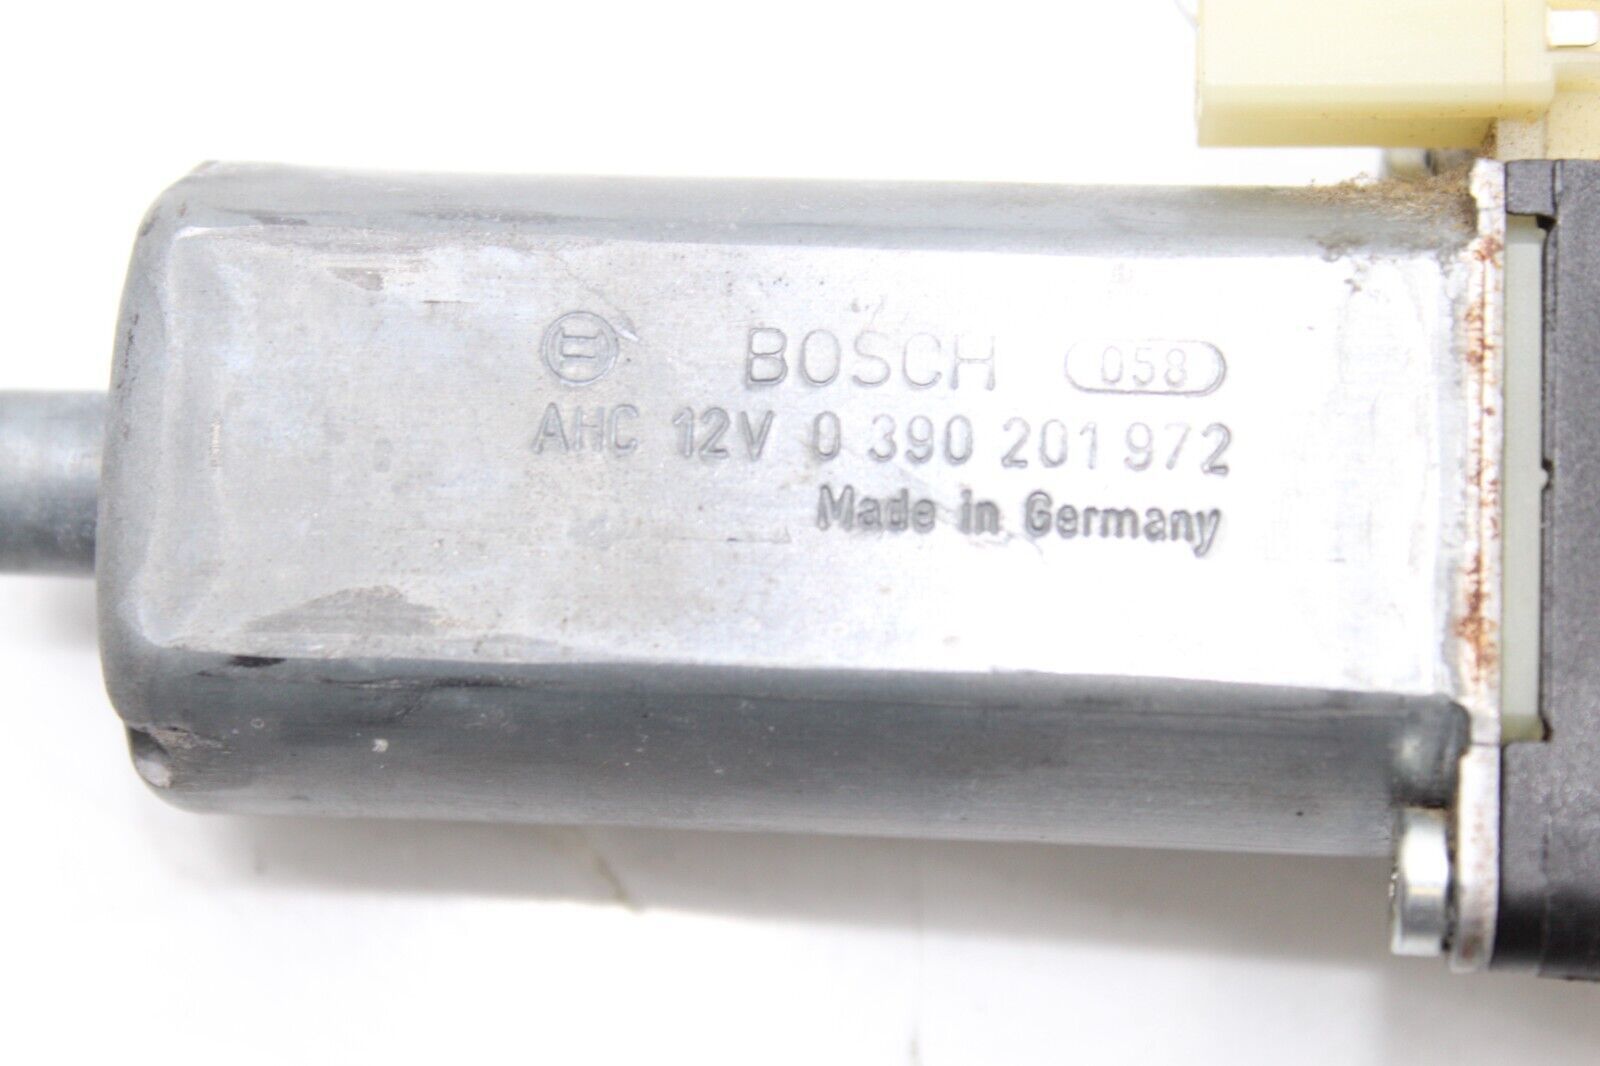 BOSCH 058
AHC 12V 0 390 201 972
Made in Germany